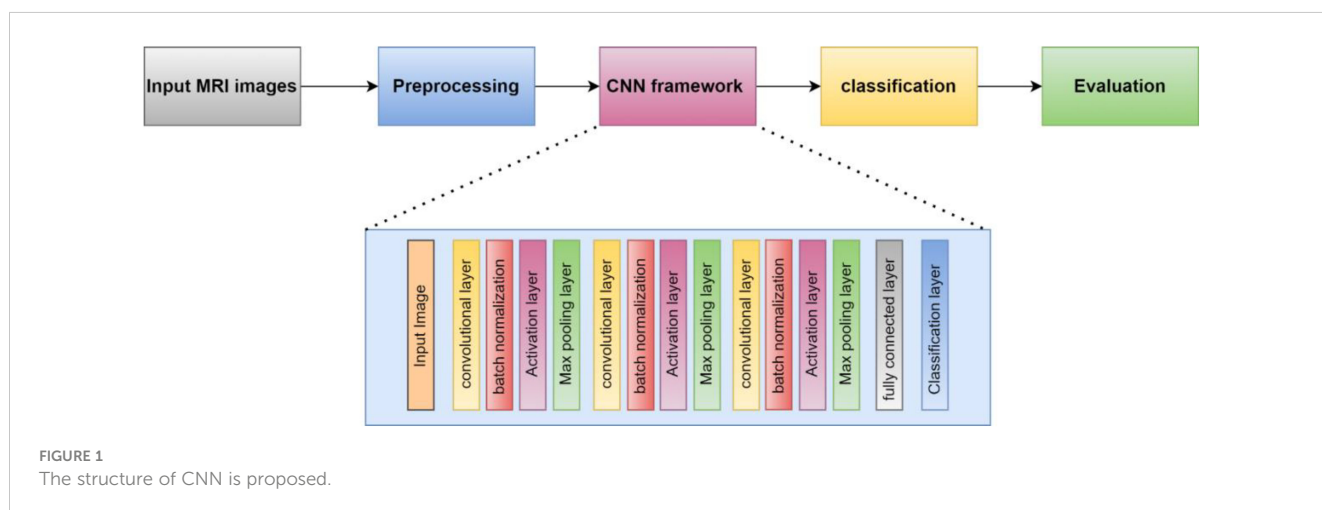 Input MRI images
Preprocessing
CNN framework
classification
Evaluation
Input Image
convolutional layer
batch normalization
Activation layer
Max pooling layer
convolutional layer
batch normalization
Activation layer
Max pooling layer
convolutional layer
batch normalization
Activation layer
Max pooling layer
fully connected layer
Classification layer
FIGURE 1
The structure of CNN is proposed.